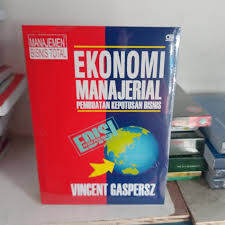 MANAJEMEN
BISNIS TOTAL
EKONOMI
MANAJERIAL
PEMBUATAN KEPUTUSAN BISNIS
EDISI
VINCENT GASPERSZ